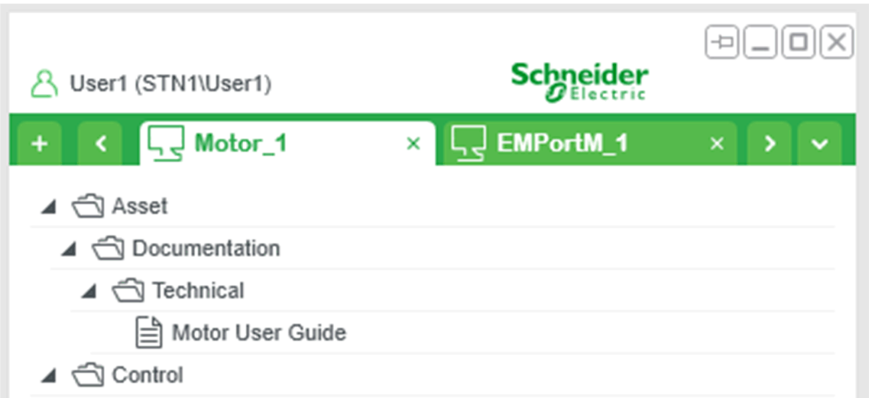 User1 (STN1\User1)
Schneider
Electric
+ < Motor_1 × EMPortM_1 × >
Asset
Documentation
Technical
Motor User Guide
Control